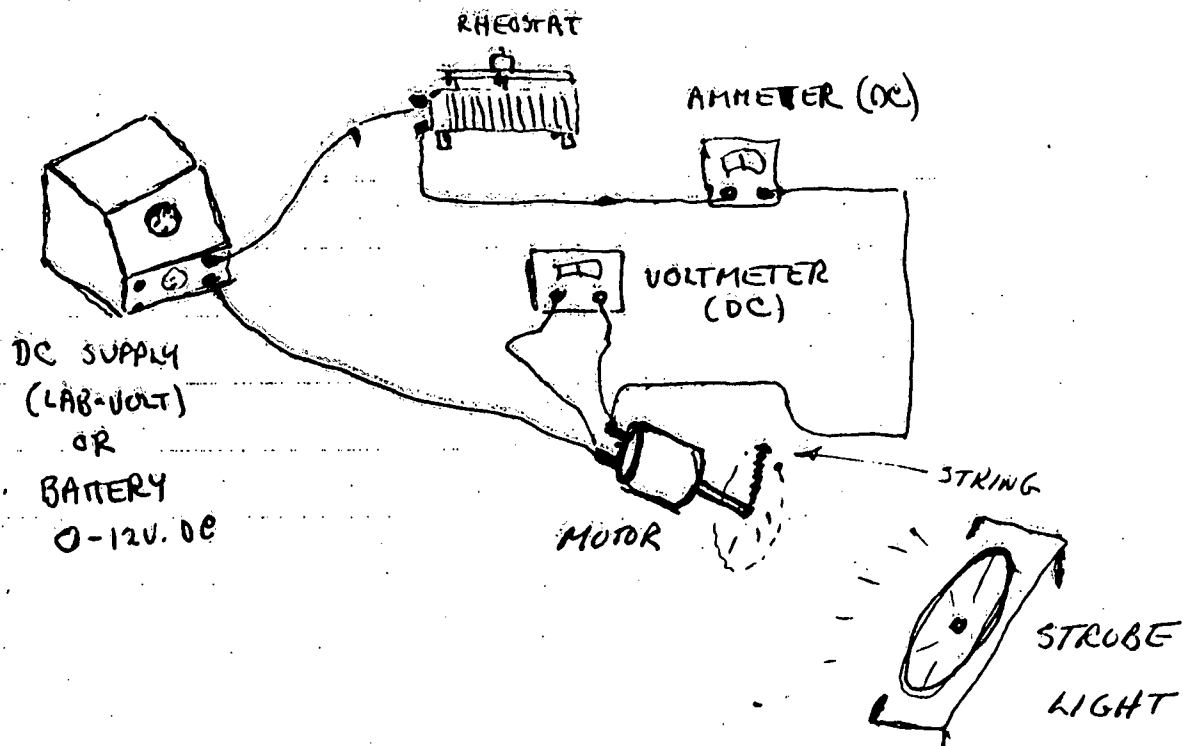 RHEOSTAT
AMMETER (DC)
VOLTMETER
(DC)
DC SUPPLY
(LAB-VOLT)
OR
BATTERY
0-12V. DC
STRING
MOTOR
STROBE
LIGHT